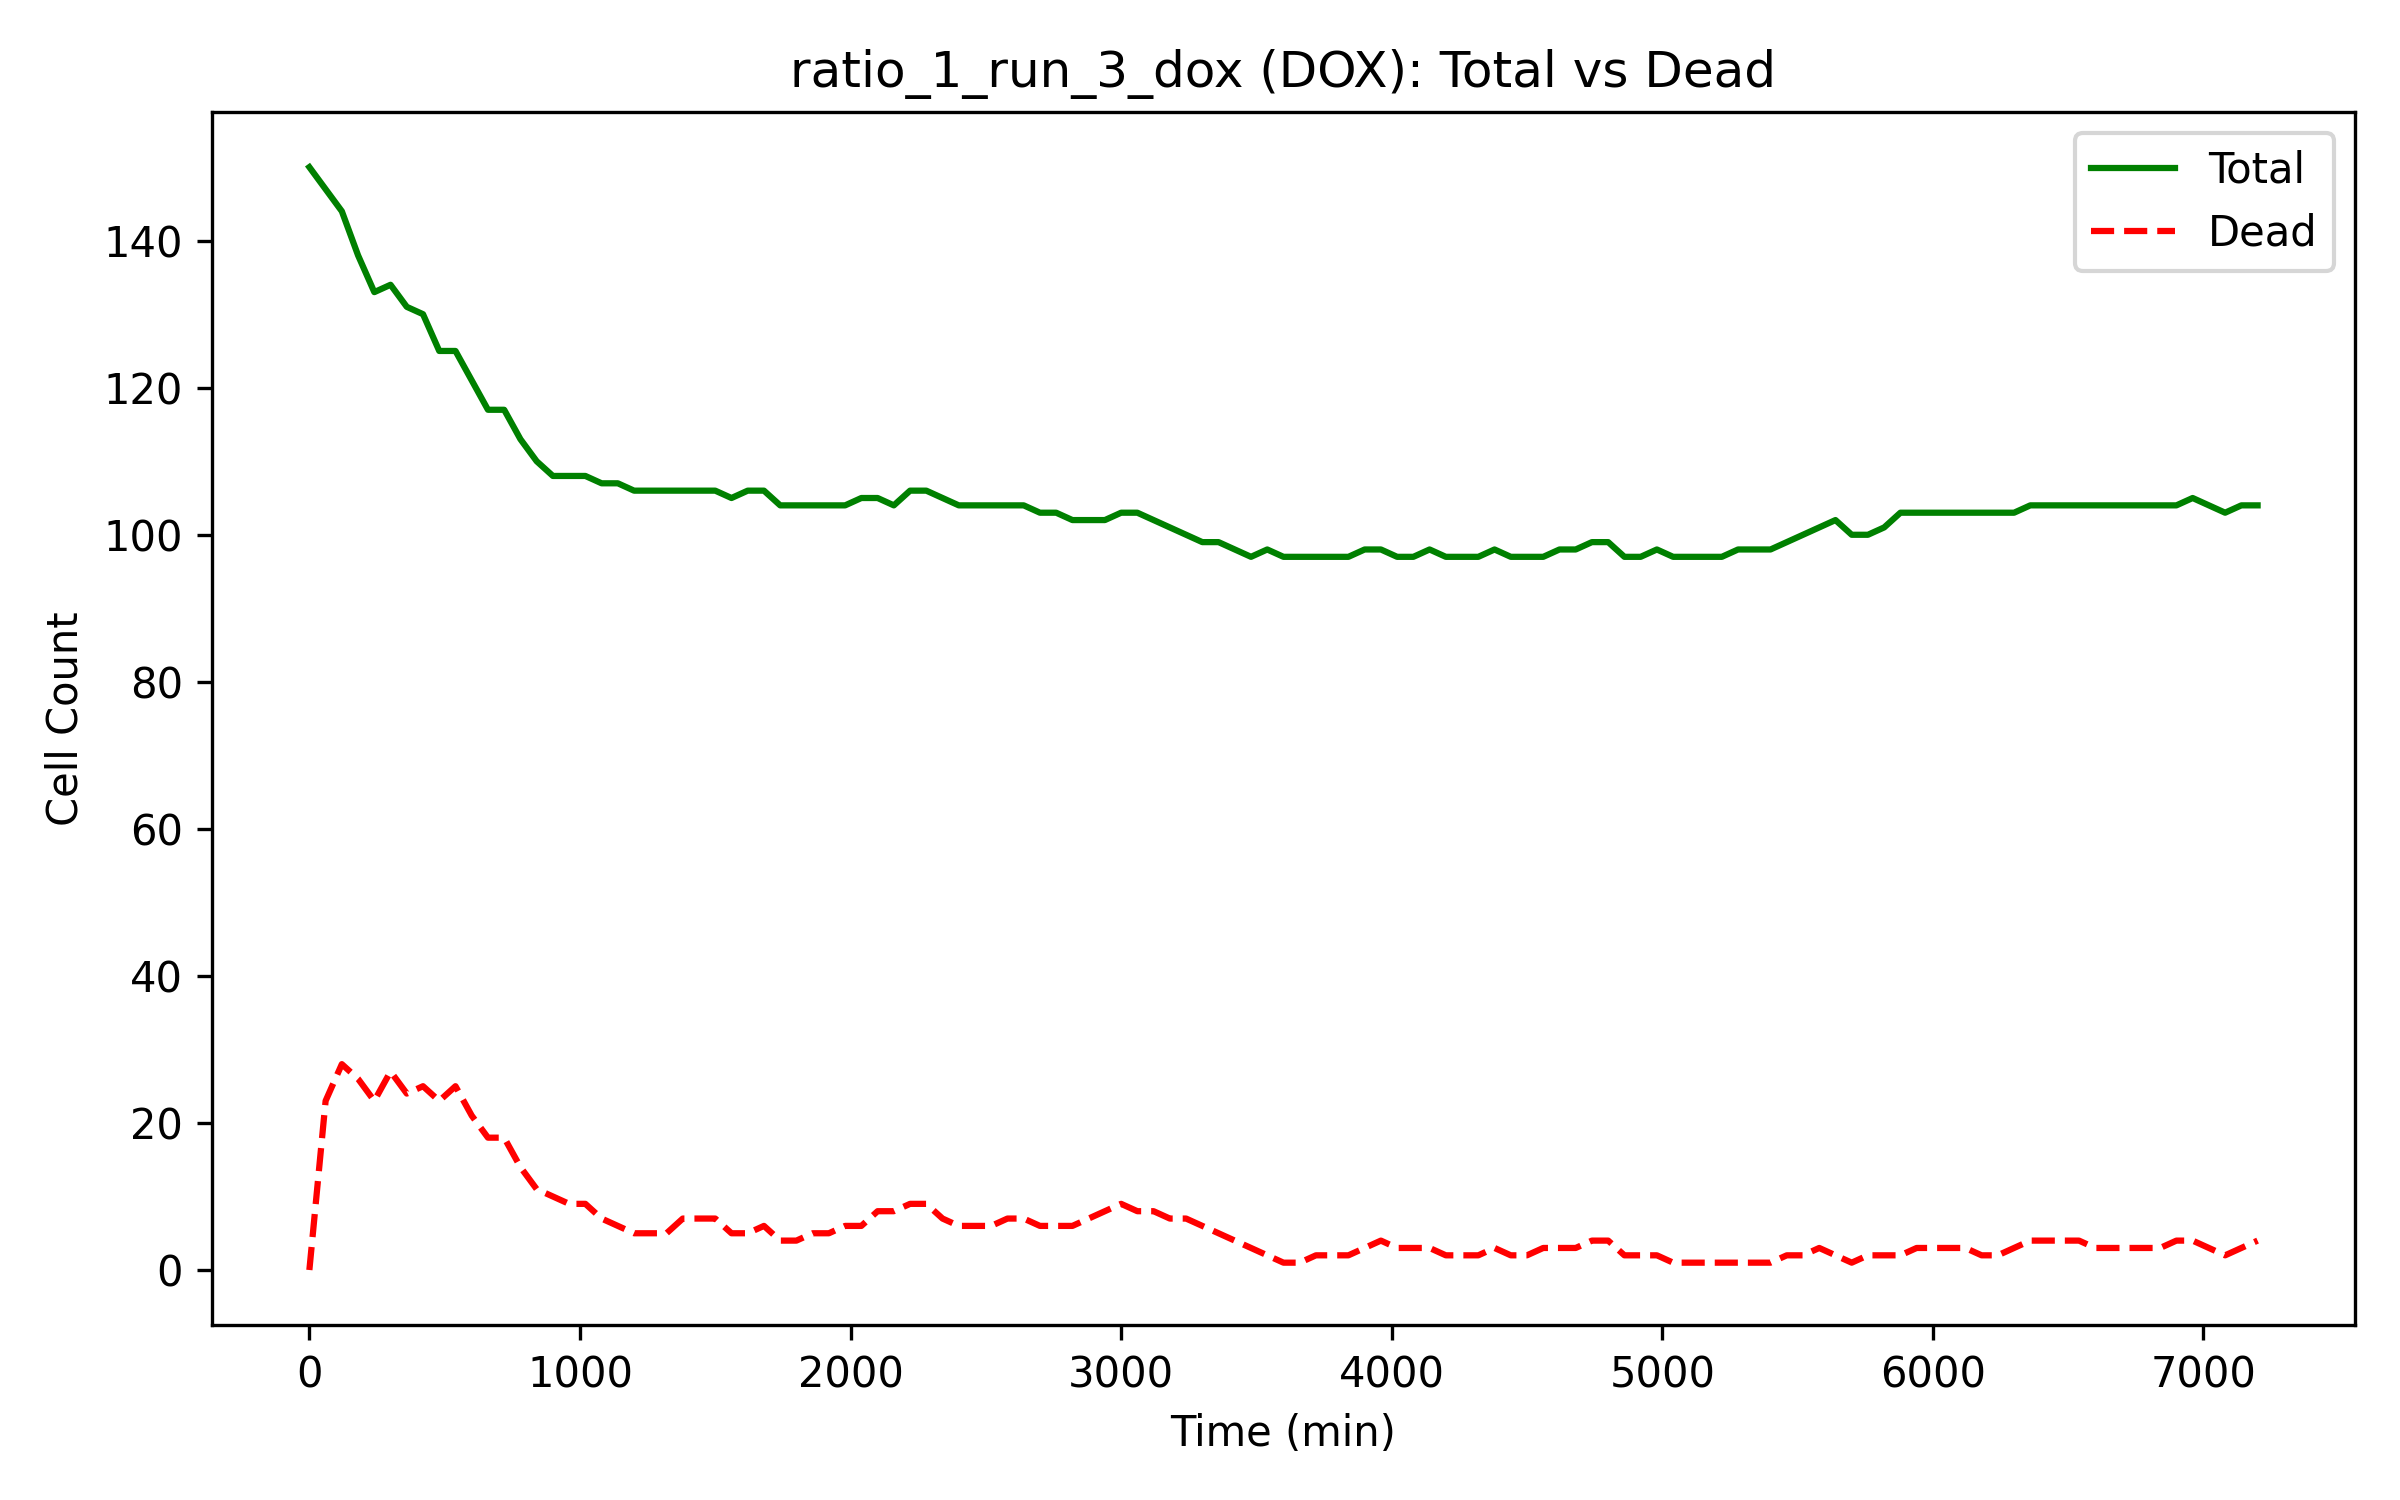 ratio_1_run_3_dox (DOX): Total vs Dead
Total
Dead
Cell Count
140
120
100
80
60
40
20
0
0 1000 2000 3000 4000 5000 6000 7000
Time (min)